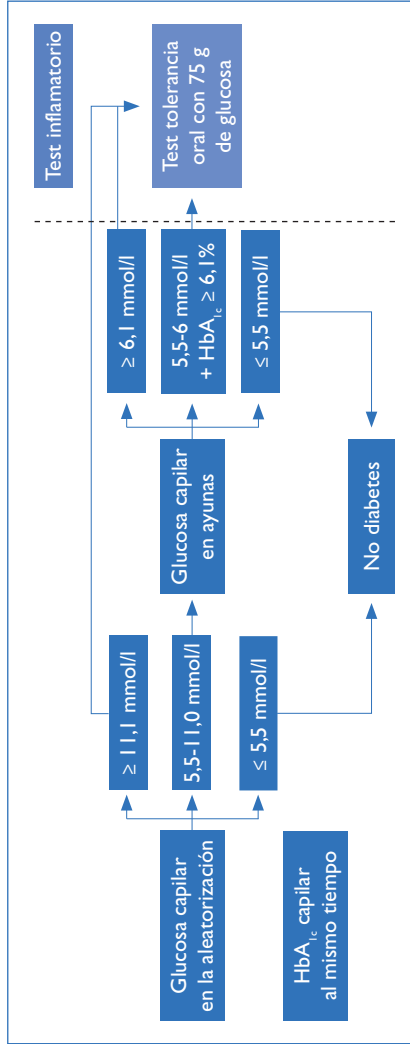 Glucosa capilar
en la aleatorización
HbA1c capilar
al mismo tiempo
≥ 11,1 mmol/l
5,5-11,0 mmol/l
≤ 5,5 mmol/l
Glucosa capilar
en ayunas
No diabetes
≥ 6,1 mmol/l
5,5-6 mmol/l
+ HbA1c ≥ 6,1%
≤ 5,5 mmol/l
Test inflamatorio
Test tolerancia
oral con 75 g
de glucosa